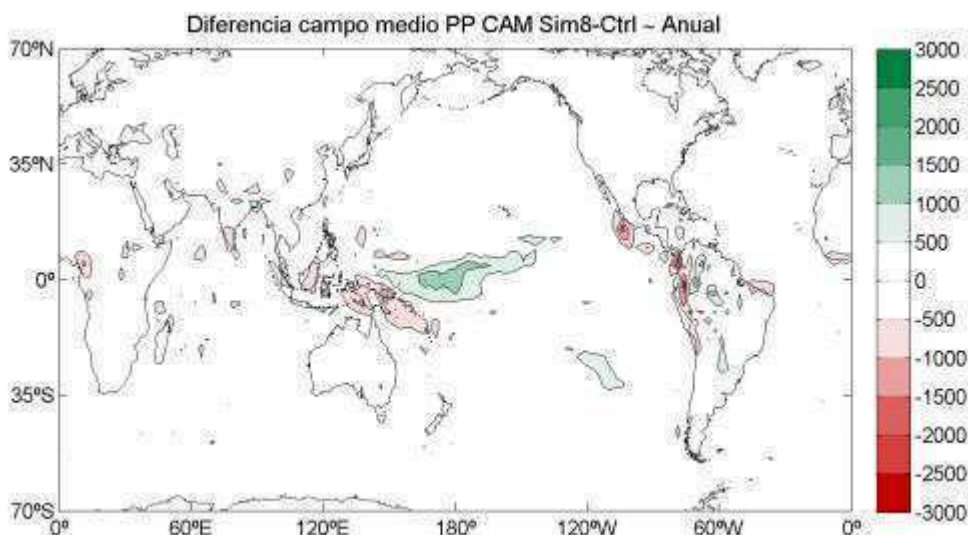 Diferencia campo medio PP CAM Sim8-Ctrl ~ Anual
70ºN
35ºN
0º
35ºS
70ºS
0º 60ºE 120ºE 180º 120ºW 60ºW 0º
3000
2500
2000
1500
1000
500
0
-500
-1000
-1500
-2000
-2500
-3000